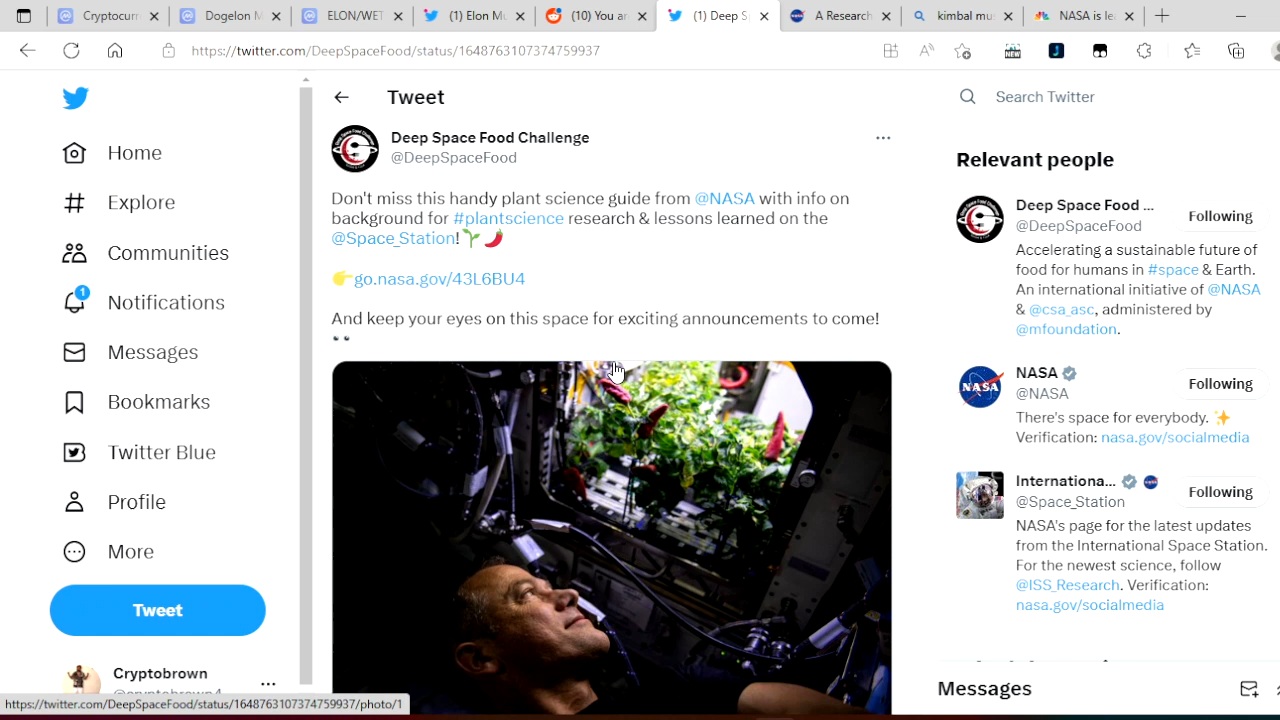 Cryptocurr
Dogelon M
ELON/WET
(1) Elon Mu
(10) You ar
(1) Deep S
A Research
kimbal mu
NASA is le
https://twitter.com/DeepSpaceFood/status/1648763107374759937
NEW
Home
Explore
Communities
1
Notifications
Messages
Bookmarks
Twitter Blue
Profile
More
Tweet
Cryptobrown
@cryptobrown4
Tweet
Deep Space Food Challenge
@DeepSpaceFood
Don't miss this handy plant science guide from @NASA with info on
background for #plantscience research & lessons learned on the
@Space_Station!🌱🌶️
👉go.nasa.gov/43L6BU4
And keep your eyes on this space for exciting announcements to come!
👀
Search Twitter
Relevant people
Deep Space Food ...
@DeepSpaceFood
Following
Accelerating a sustainable future of
food for humans in #space & Earth.
An international initiative of @NASA
& @csa_asc, administered by
@mfoundation.
NASA
@NASA
Following
There's space for everybody. ✨
Verification: nasa.gov/socialmedia
Internationa...
@Space_Station
Following
NASA's page for the latest updates
from the International Space Station.
For the newest science, follow
@ISS_Research. Verification:
nasa.gov/socialmedia
Messages
https://twitter.com/DeepSpaceFood/status/1648763107374759937/photo/1